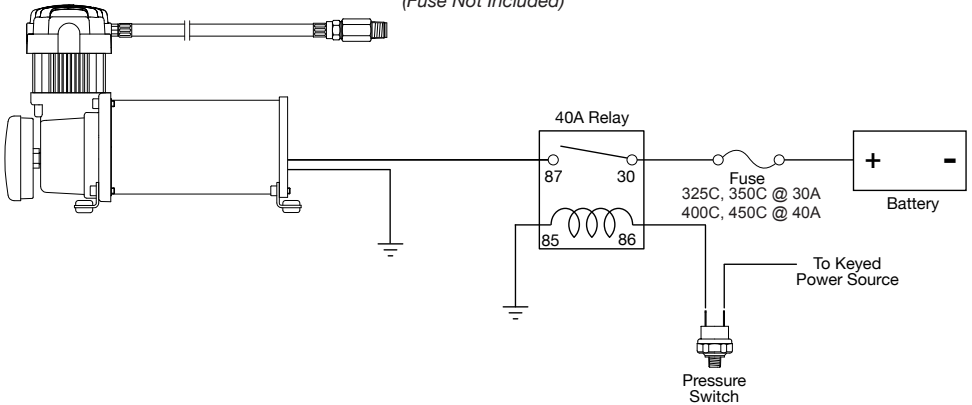 (Fuse Not Included)
40A Relay
87
30
Fuse
325C, 350C @ 30A
400C, 450C @ 40A
+
-
Battery
85
86
To Keyed
Power Source
Pressure
Switch